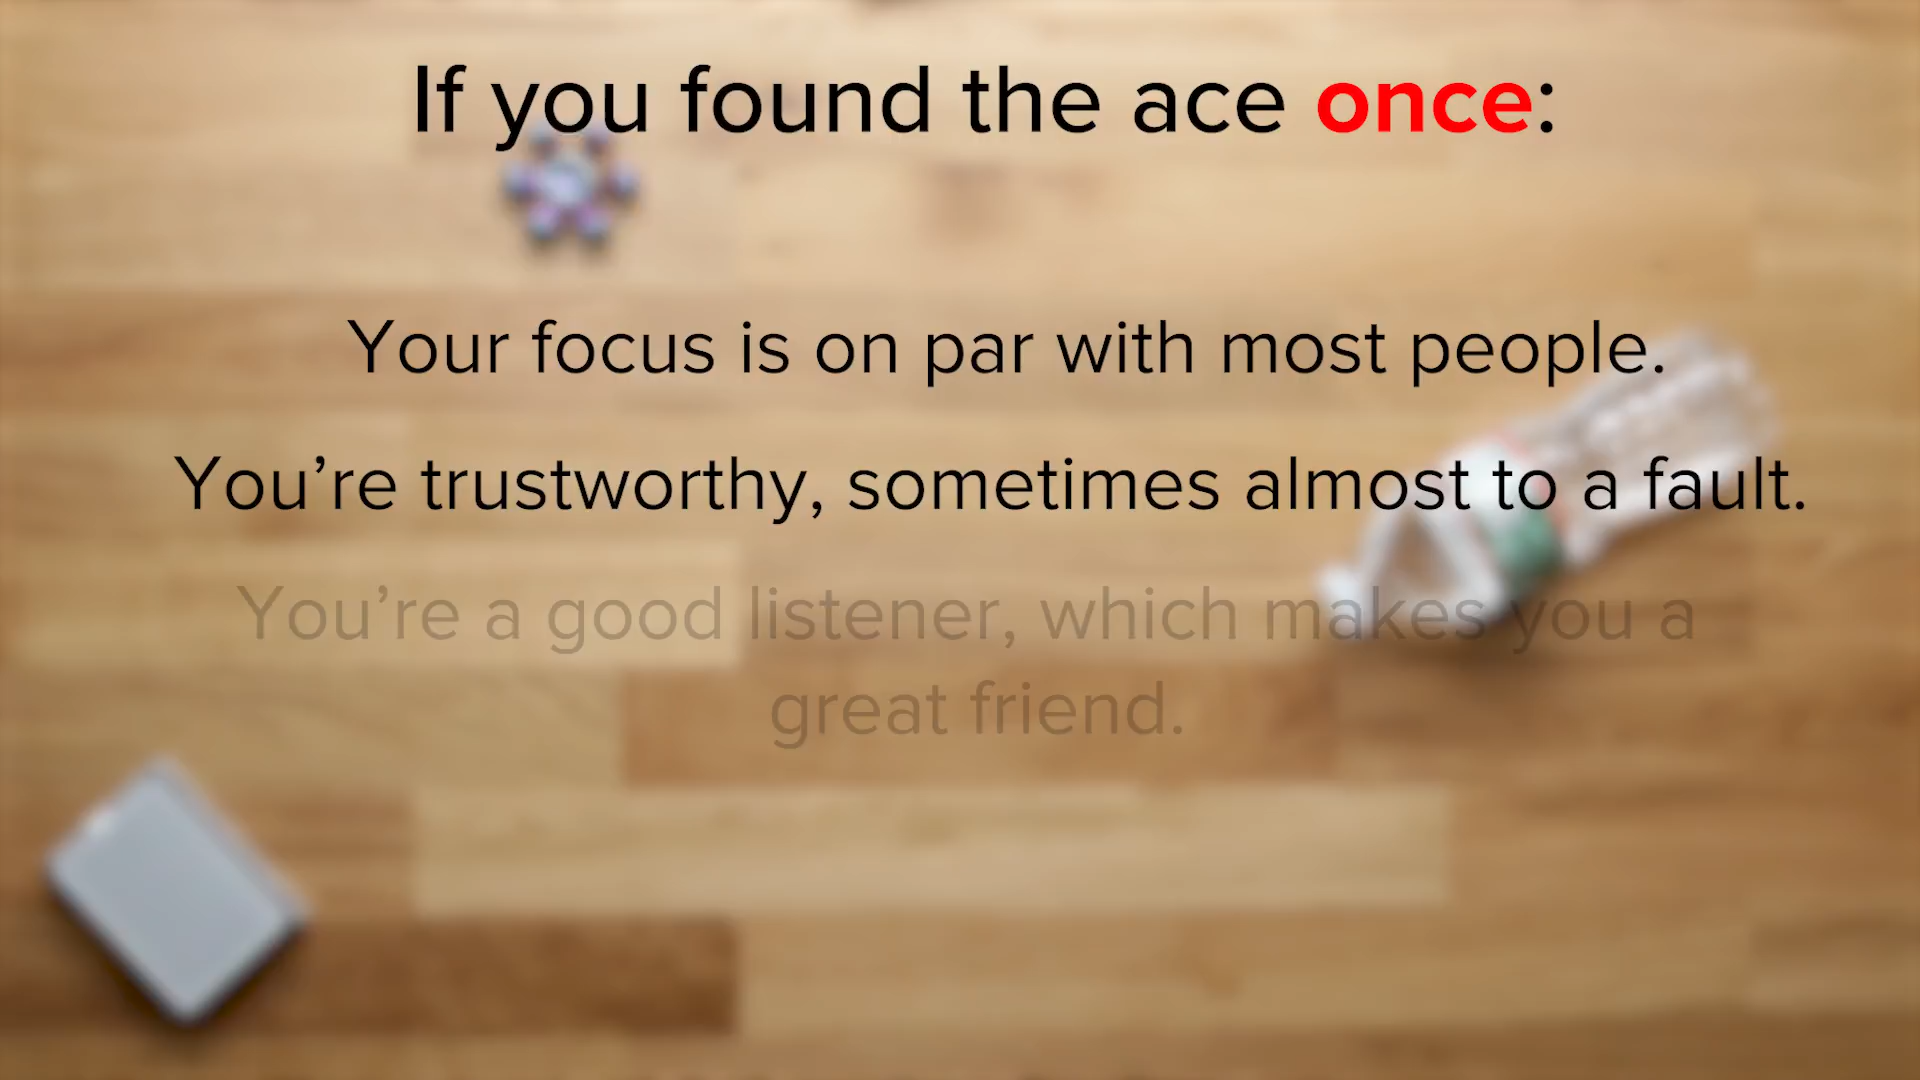 If you found the ace once:
Your focus is on par with most people.
You’re trustworthy, sometimes almost to a fault.
You’re a good listener, which makes you a
great friend.